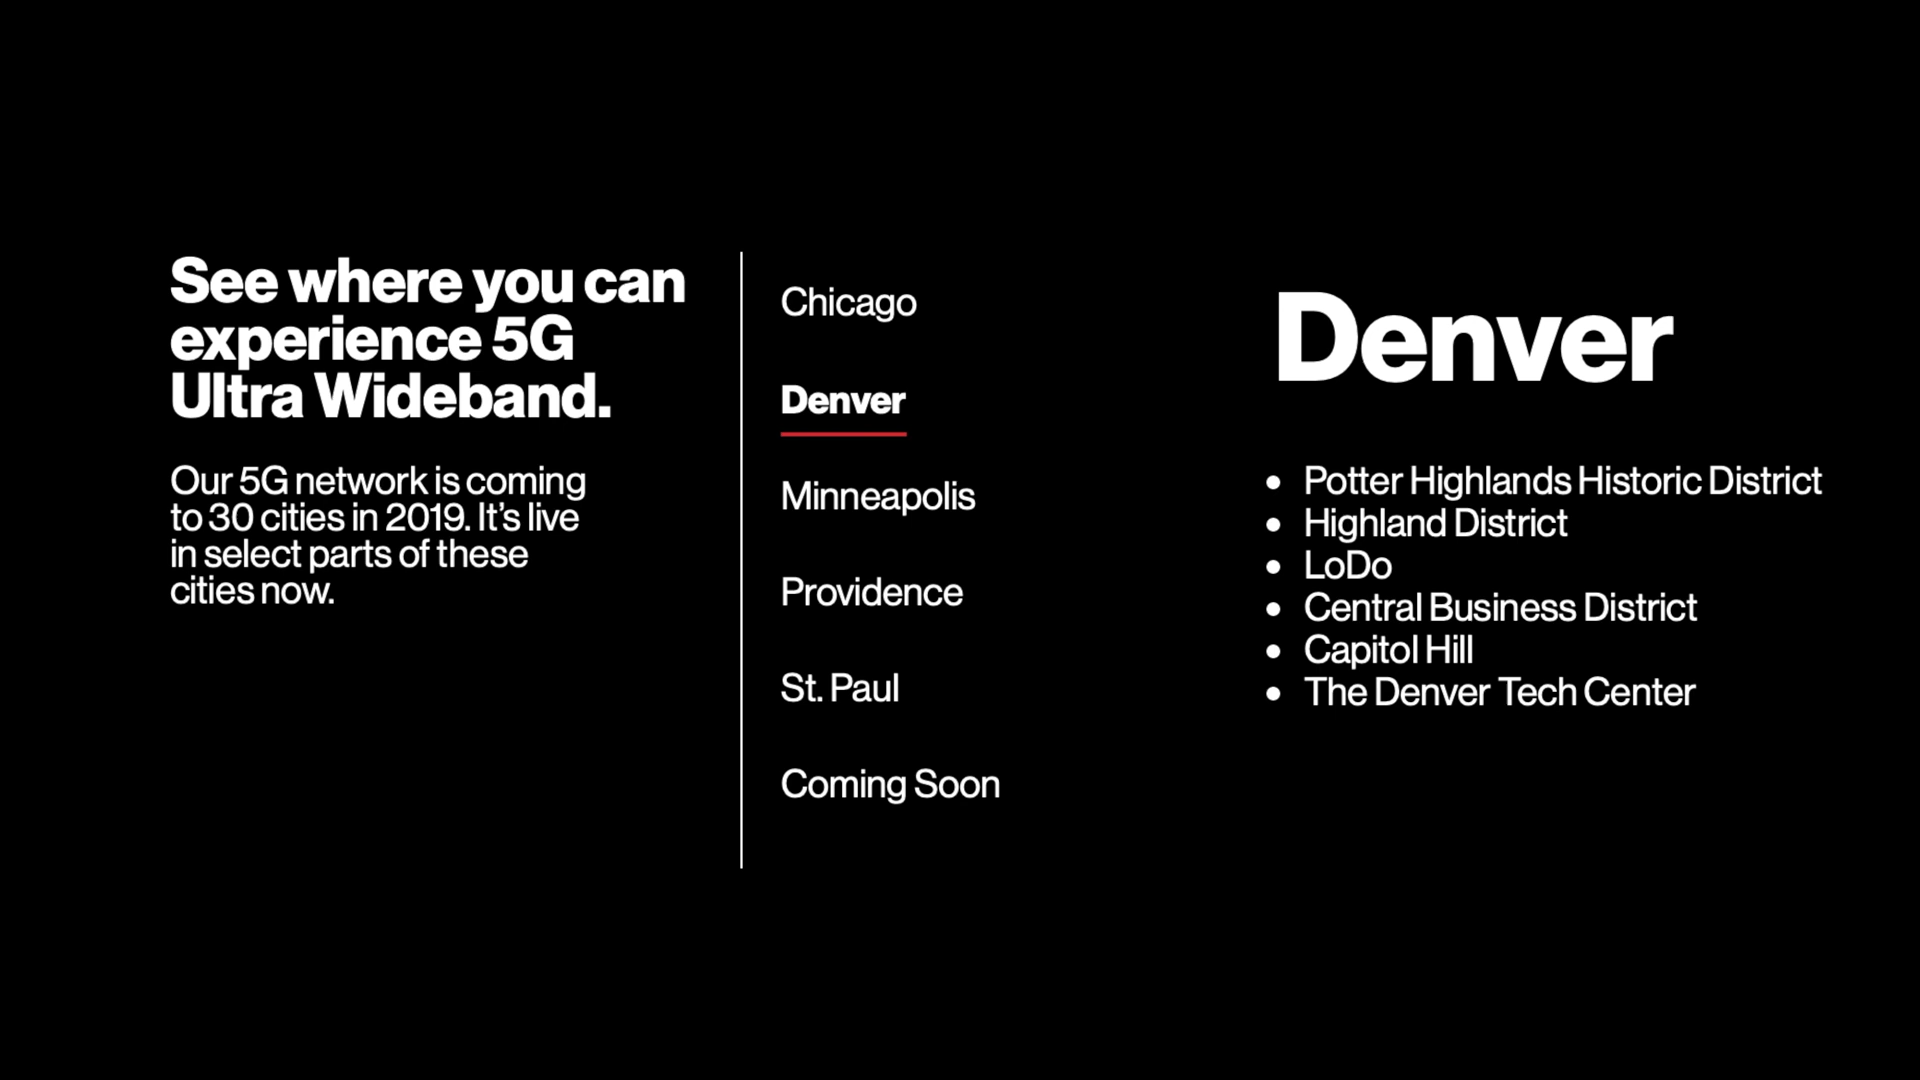 See where you can
experience 5G
Ultra Wideband.
Our 5G network is coming
to 30 cities in 2019. It's live
in select parts of these
cities now.
Chicago
Denver
Minneapolis
Providence
St. Paul
Coming Soon
Denver
• Potter Highlands Historic District
• Highland District
• LoDo
• Central Business District
• Capitol Hill
• The Denver Tech Center